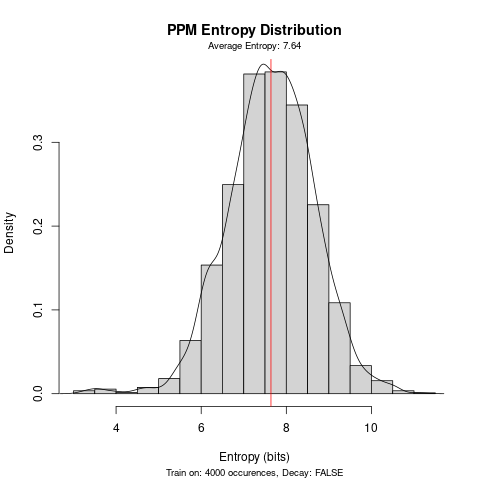 PPM Entropy Distribution
Average Entropy: 7.64
Density
0.3
0.2
0.1
0.0
4 6 8 10
Entropy (bits)
Train on: 4000 occurences, Decay: FALSE